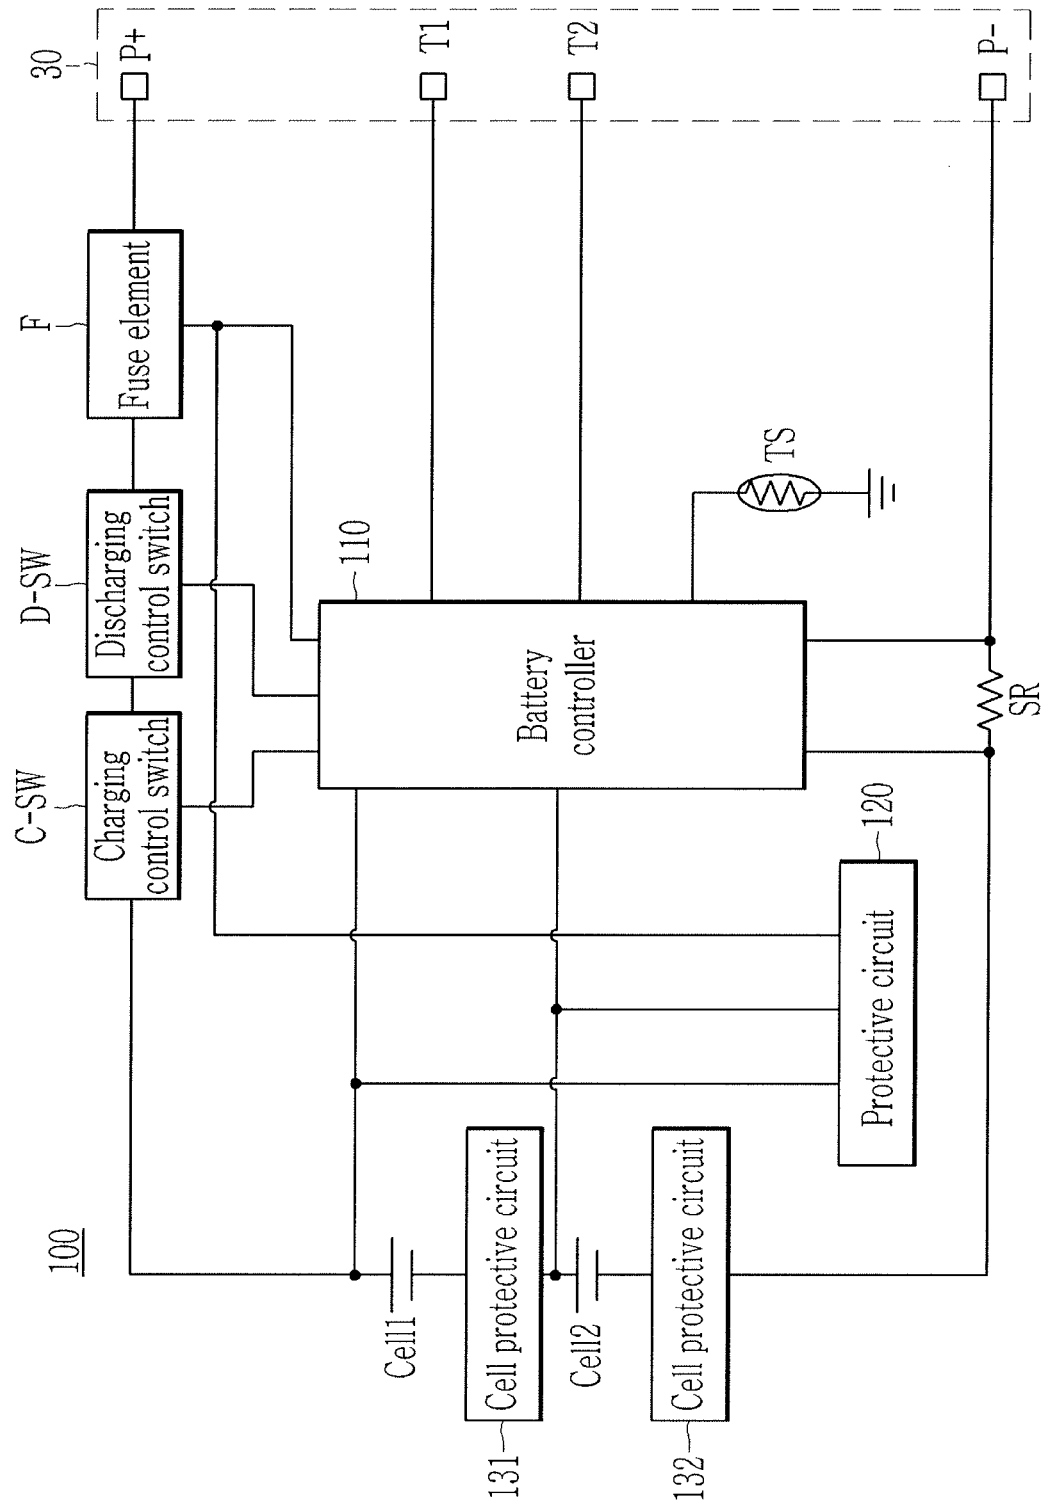 100
C-SW
D-SW
F
30
Charging
control switch
Discharging
control switch
Fuse element
P+
T1
T2
P-
110
Battery
controller
TS
Cell1
131
Cell protective circuit
Cell2
132
Cell protective circuit
Protective circuit
120
SR